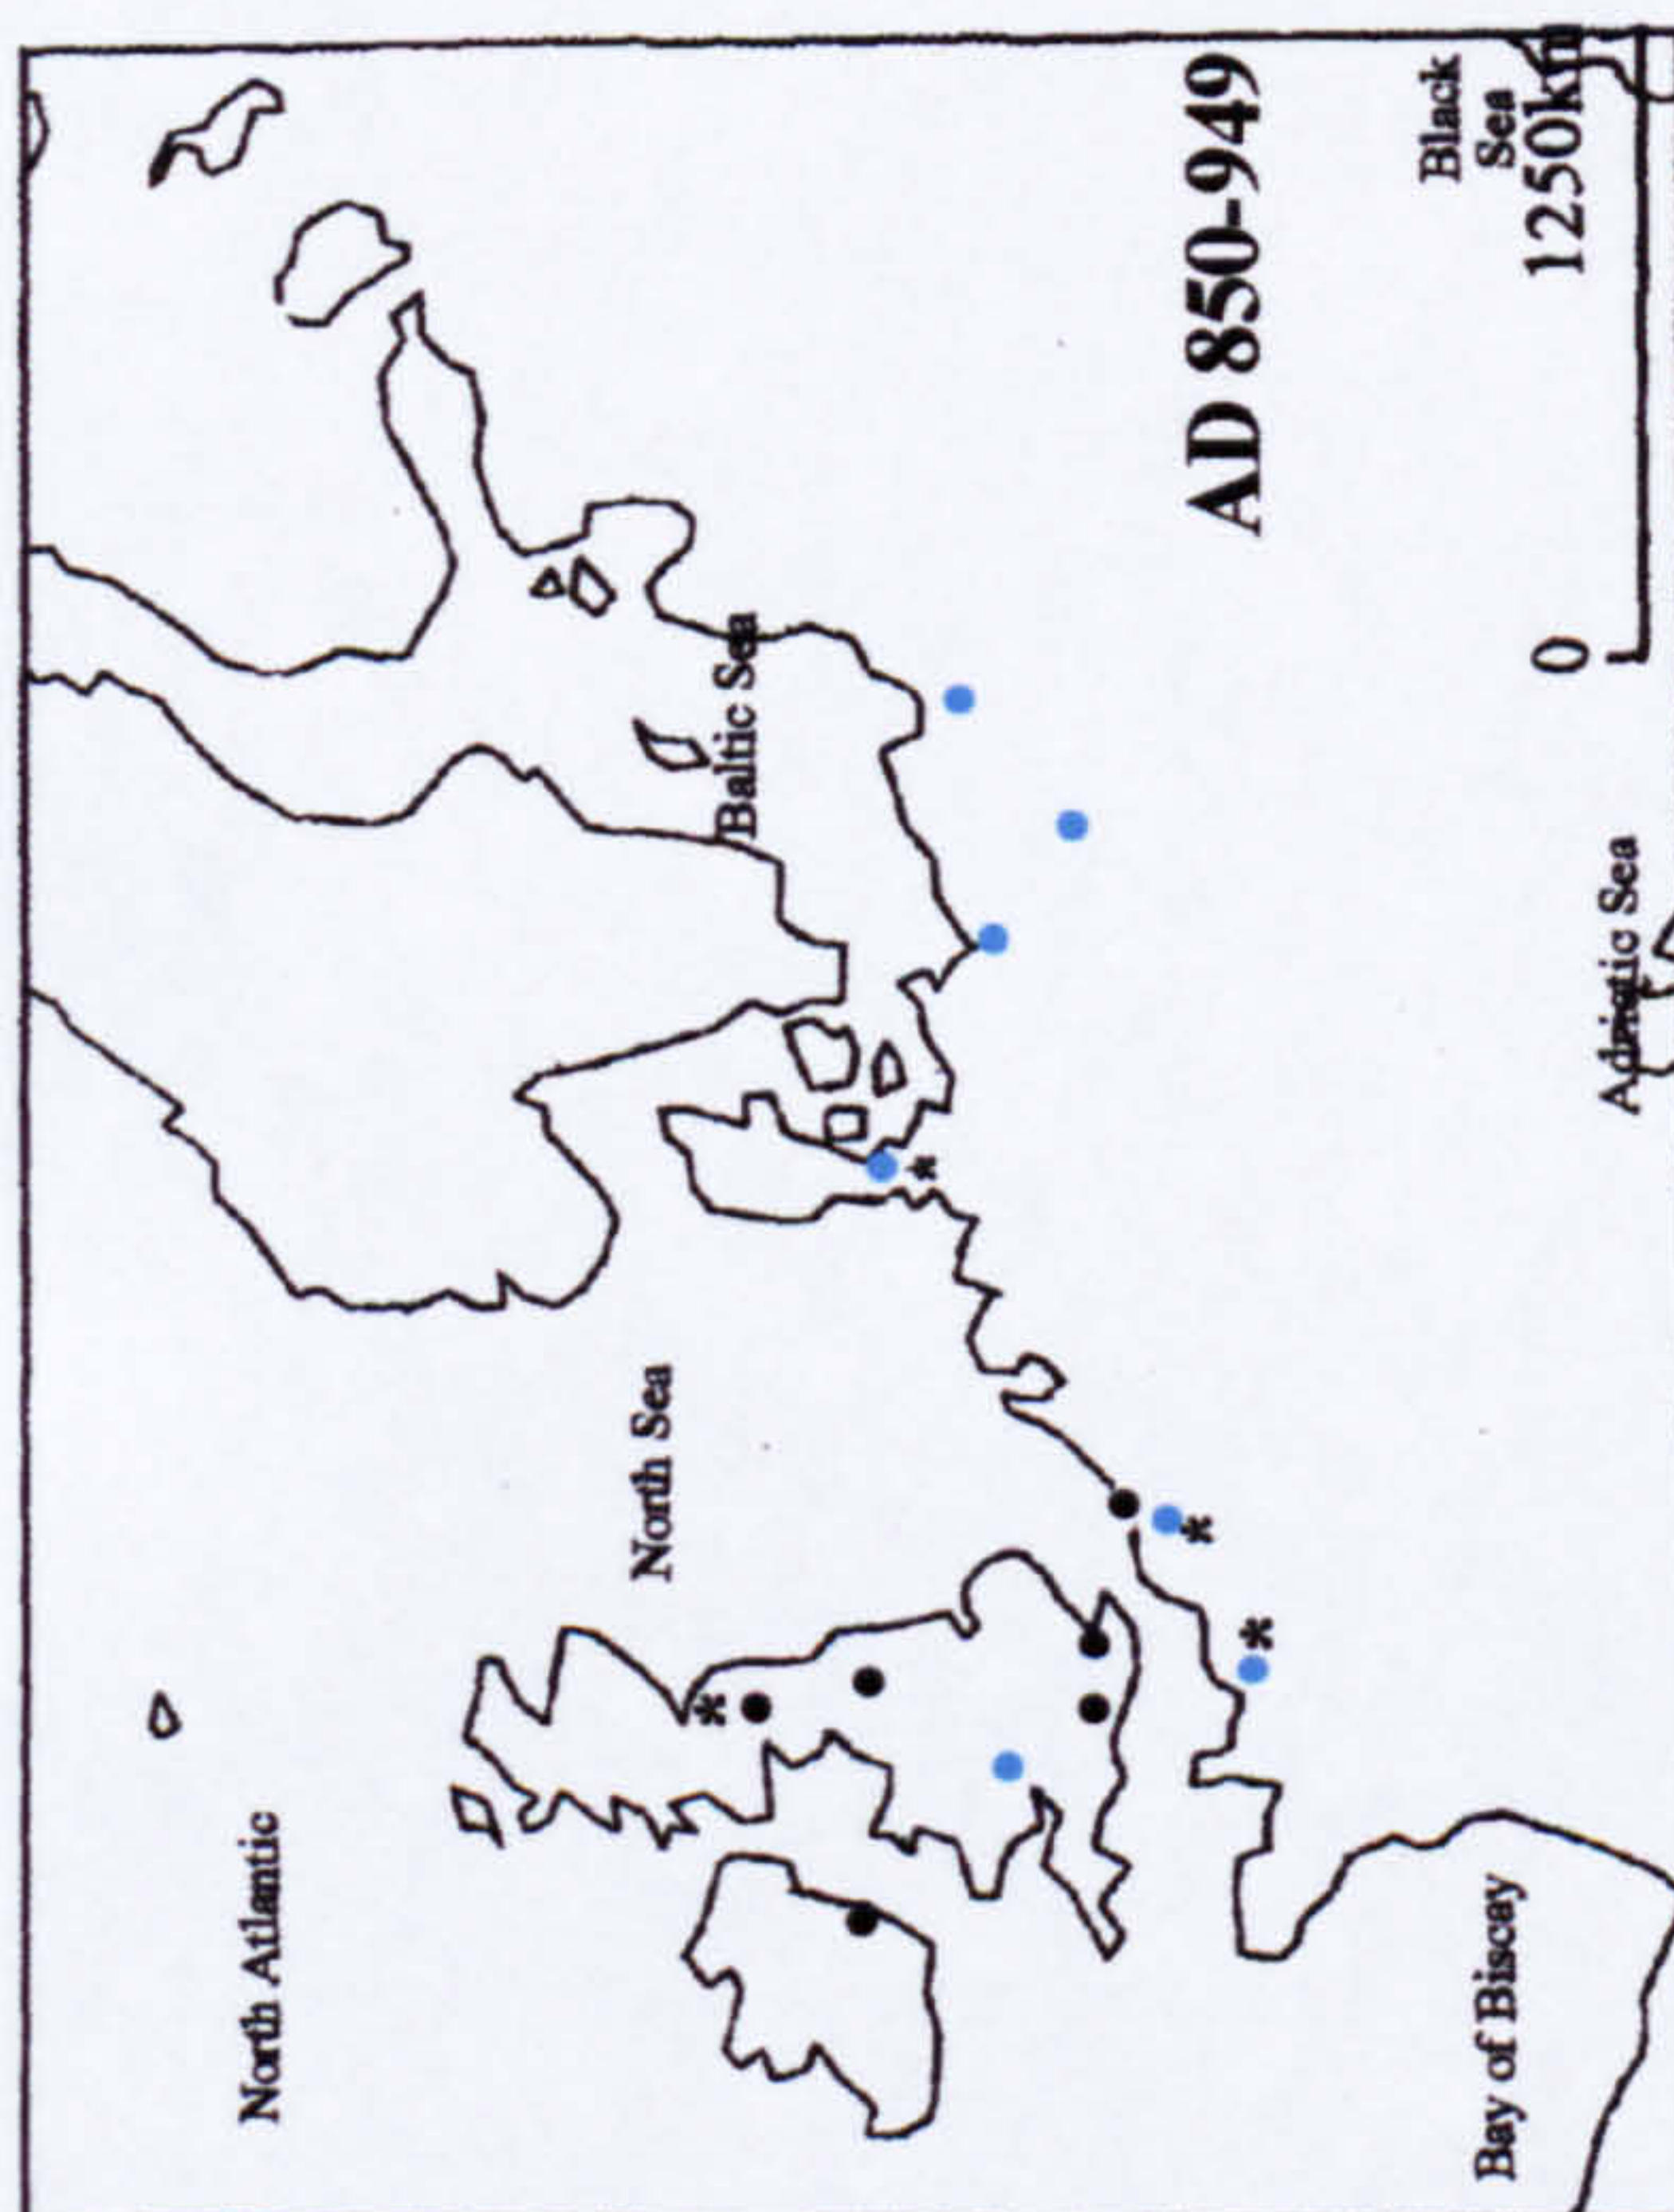 North Atlantic
North Sea
Baltic Sea
AD 850-949
Black
Sea
0
1250km
Adriatic Sea
Bay of Biscay
*
*
*
*